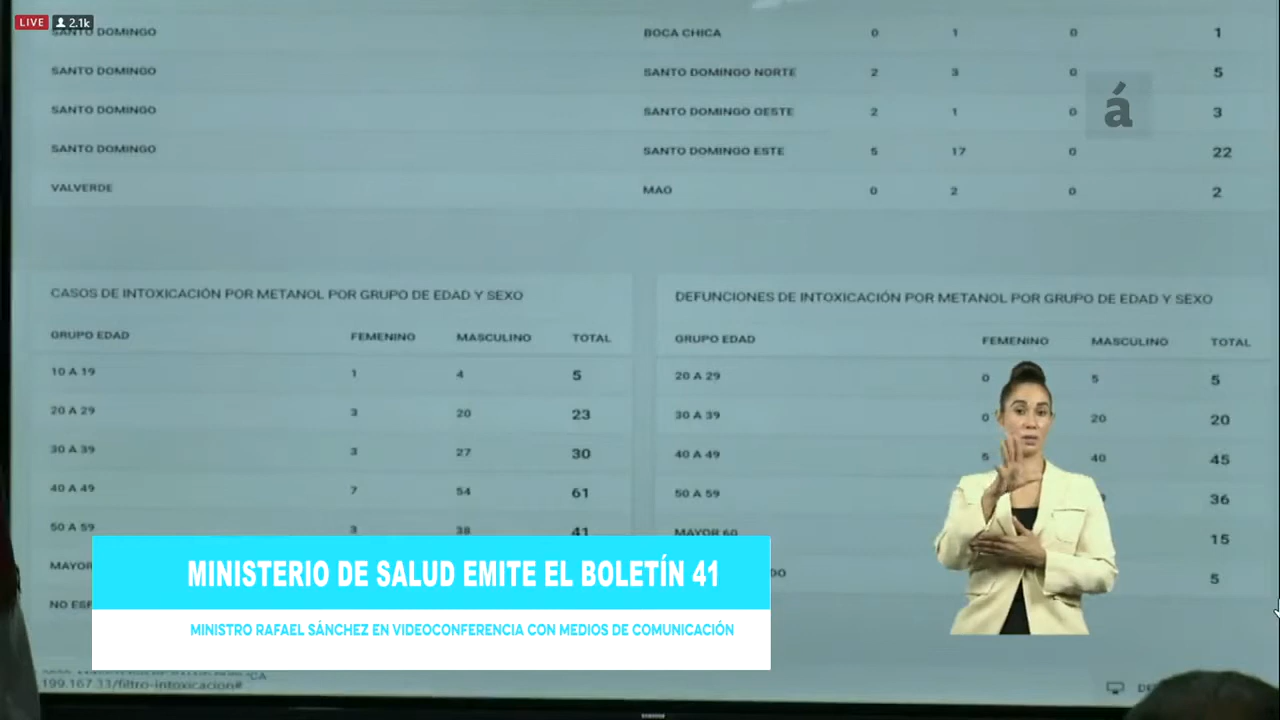 LIVE 2.1k
SANTO DOMINGO BOCA CHICA 0 1 0 1
SANTO DOMINGO SANTO DOMINGO NORTE 2 3 0 5
á
SANTO DOMINGO SANTO DOMINGO OESTE 2 1 0 3
SANTO DOMINGO SANTO DOMINGO ESTE 5 17 0 22
VALVERDE MAO 0 2 0 2
CASOS DE INTOXICACIÓN POR METANOL POR GRUPO DE EDAD Y SEXO
GRUPO EDAD FEMENINO MASCULINO TOTAL
10 A 19 1 4 5
20 A 29 3 20 23
30 A 39 3 27 30
40 A 49 7 54 61
50 A 59 3 38 41
MAYOR
NO ESP
DEFUNCIONES DE INTOXICACIÓN POR METANOL POR GRUPO DE EDAD Y SEXO
GRUPO EDAD FEMENINO MASCULINO TOTAL
20 A 29 0 5 5
30 A 39 0 20 20
40 A 49 5 40 45
50 A 59 36
MAYOR 60 15
DO 5
MINISTERIO DE SALUD EMITE EL BOLETÍN 41
MINISTRO RAFAEL SÁNCHEZ EN VIDEOCONFERENCIA CON MEDIOS DE COMUNICACIÓN
199.167.33/filtro-intoxicacion#